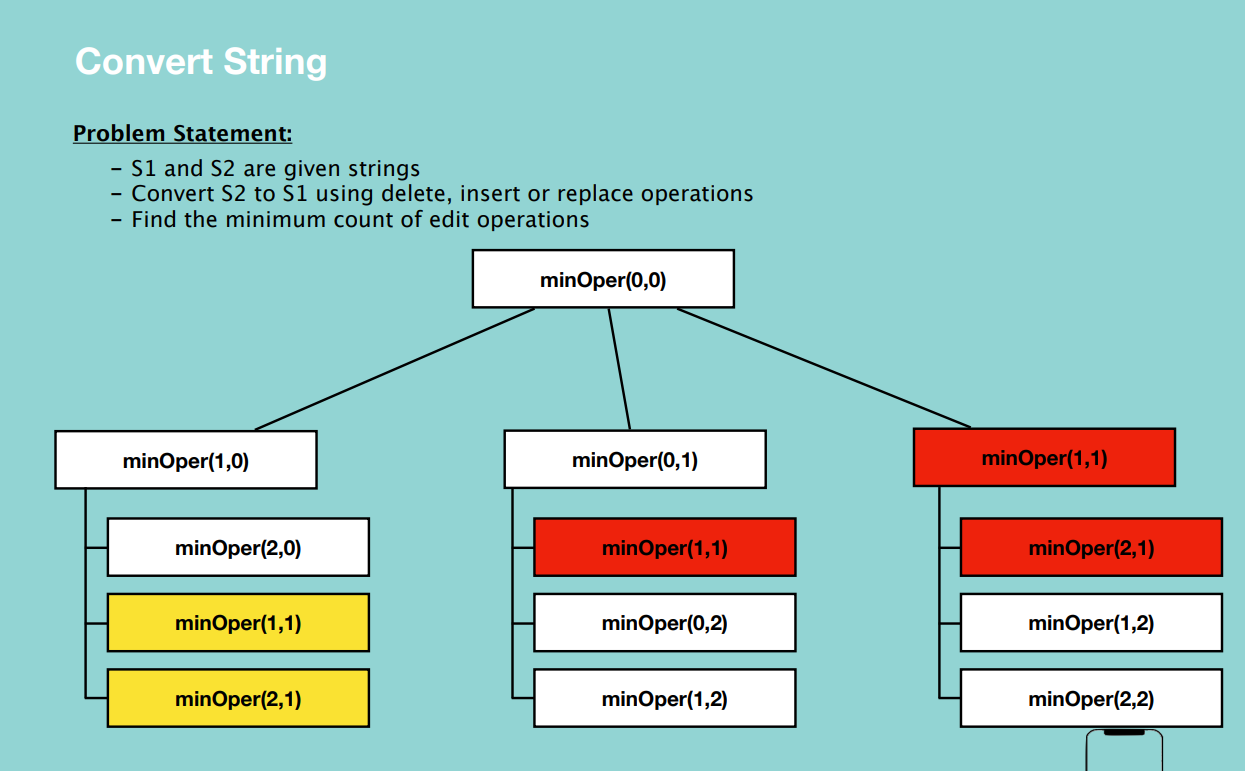 Convert String
Problem Statement:
– S1 and S2 are given strings
– Convert S2 to S1 using delete, insert or replace operations
– Find the minimum count of edit operations
minOper(0,0)
minOper(1,0)
minOper(0,1)
minOper(1,1)
minOper(2,0)
minOper(1,1)
minOper(2,1)
minOper(1,1)
minOper(0,2)
minOper(1,2)
minOper(2,1)
minOper(1,2)
minOper(2,2)